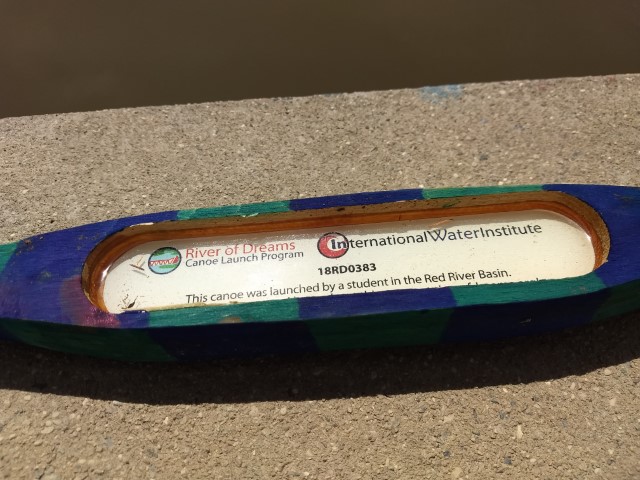 River of Dreams
Canoe Launch Program
InternationalWaterInstitute
18RD0383
This canoe was launched by a student in the Red River Basin.